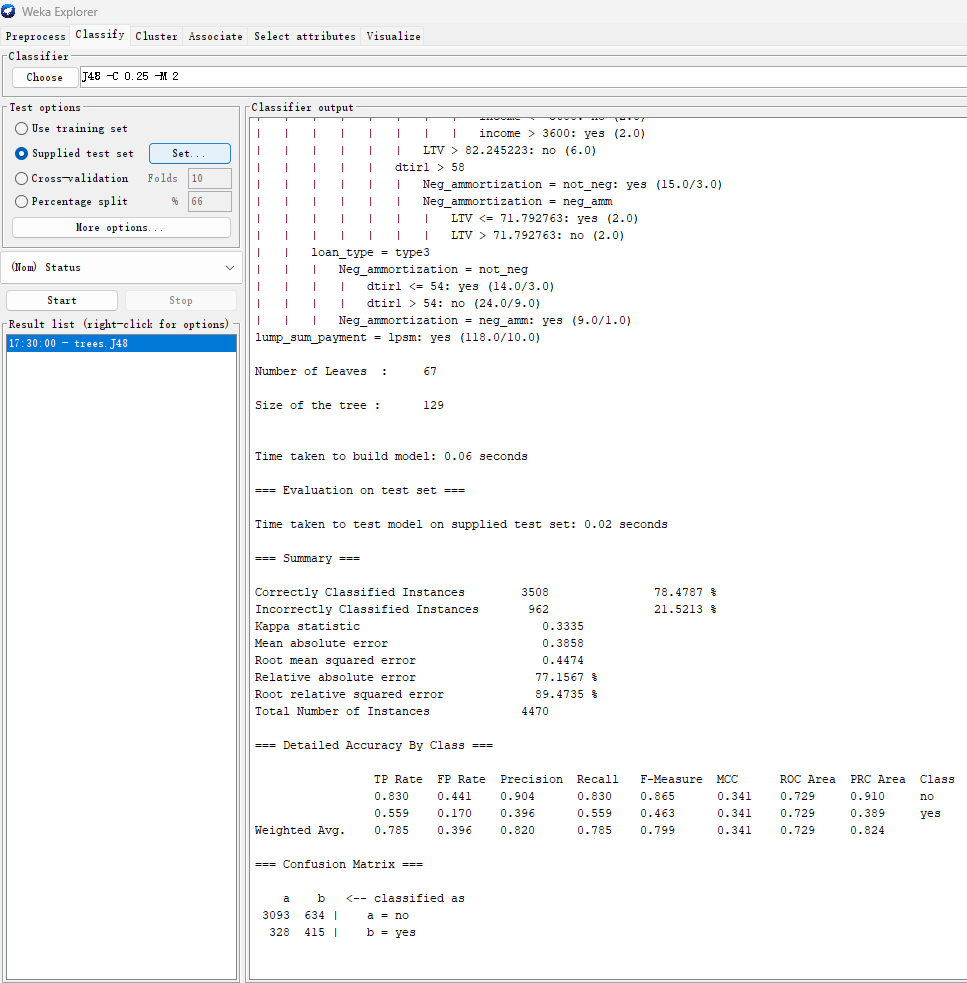 Weka Explorer
Preprocess Classify Cluster Associate Select attributes Visualize
Classifier
Choose J48 -C 0.25 -M 2
Test options
Use training set
Supplied test set Set...
Cross-validation Folds 10
Percentage split % 66
More options...
(Nom) Status
Start Stop
Result list (right-click for options)
17:30:00 - trees.J48
Classifier output
| | | | | | | | income > 3600: yes (2.0)
| | | | | | LTV > 82.245223: no (6.0)
| | | | | dtir1 > 58
| | | | | | Neg_ammortization = not_neg: yes (15.0/3.0)
| | | | | | Neg_ammortization = neg_amm
| | | | | | | LTV <= 71.792763: yes (2.0)
| | | | | | | LTV > 71.792763: no (2.0)
| | loan_type = type3
| | | Neg_ammortization = not_neg
| | | | dtir1 <= 54: yes (14.0/3.0)
| | | | dtir1 > 54: no (24.0/9.0)
| | | Neg_ammortization = neg_amm: yes (9.0/1.0)
lump_sum_payment = lpsm: yes (118.0/10.0)
Number of Leaves : 67
Size of the tree : 129
Time taken to build model: 0.06 seconds
=== Evaluation on test set ===
Time taken to test model on supplied test set: 0.02 seconds
=== Summary ===
Correctly Classified Instances 3508 78.4787 %
Incorrectly Classified Instances 962 21.5213 %
Kappa statistic 0.3335
Mean absolute error 0.3858
Root mean squared error 0.4474
Relative absolute error 77.1567 %
Root relative squared error 89.4735 %
Total Number of Instances 4470
=== Detailed Accuracy By Class ===
TP Rate FP Rate Precision Recall F-Measure MCC ROC Area PRC Area Class
0.830 0.441 0.904 0.830 0.865 0.341 0.729 0.910 no
0.559 0.170 0.396 0.559 0.463 0.341 0.729 0.389 yes
Weighted Avg. 0.785 0.396 0.820 0.785 0.799 0.341 0.729 0.824
=== Confusion Matrix ===
a b <-- classified as
3093 634 | a = no
328 415 | b = yes